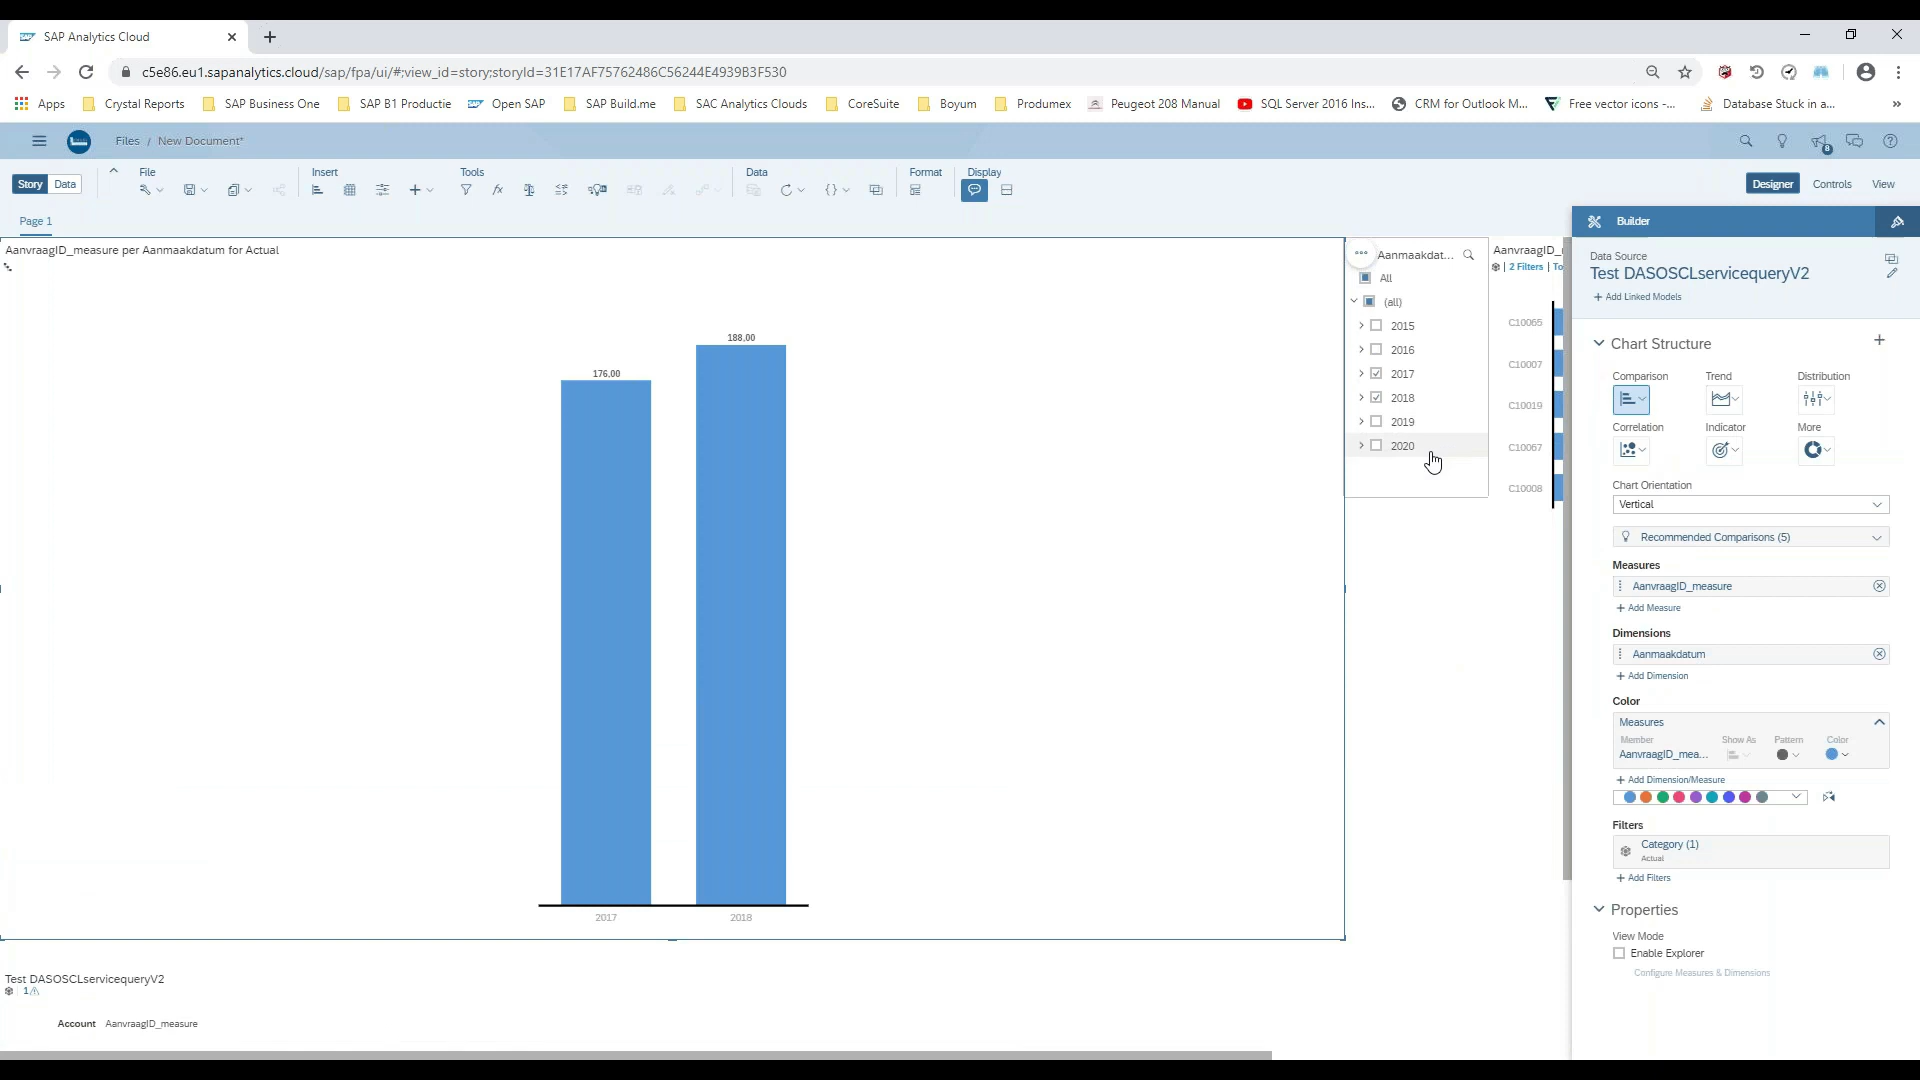 SAP Analytics Cloud
c5e86.eu1.sapanalytics.cloud/sap/fpa/ui/#;view_id=story;storyId=31E17AF75762486C56244E4939B3F530
Apps Crystal Reports SAP Business One SAP B1 Productie Open SAP SAP Build.me SAC Analytics Clouds CoreSuite Boyum Produmex Peugeot 208 Manual SQL Server 2016 Ins... CRM for Outlook M... Free vector icons -... Database Stuck in a... »
Files / New Document*
8
Story Data
File Insert Tools Data Format Display
Designer Controls View
Page 1
AanvraagID_measure per Aanmaakdatum for Actual
176,00
188,00
2017
2018
Aanmaakdat...
All
(all)
2015
2016
2017
2018
2019
2020
AanvraagID_
2 Filters | To
C10065
C10007
C10019
C10067
C10008
Test DASOSCLservicequeryV2
1
Account AanvraagID_measure
Builder
Data Source
Test DASOSCLservicequeryV2
+ Add Linked Models
Chart Structure
Comparison Trend Distribution
Correlation Indicator More
Chart Orientation
Vertical
Recommended Comparisons (5)
Measures
AanvraagID_measure
+ Add Measure
Dimensions
Aanmaakdatum
+ Add Dimension
Color
Measures
Member Show As Pattern Color
AanvraagID_mea...
+ Add Dimension/Measure
Filters
Category (1)
Actual
+ Add Filters
Properties
View Mode
Enable Explorer
Configure Measures & Dimensions